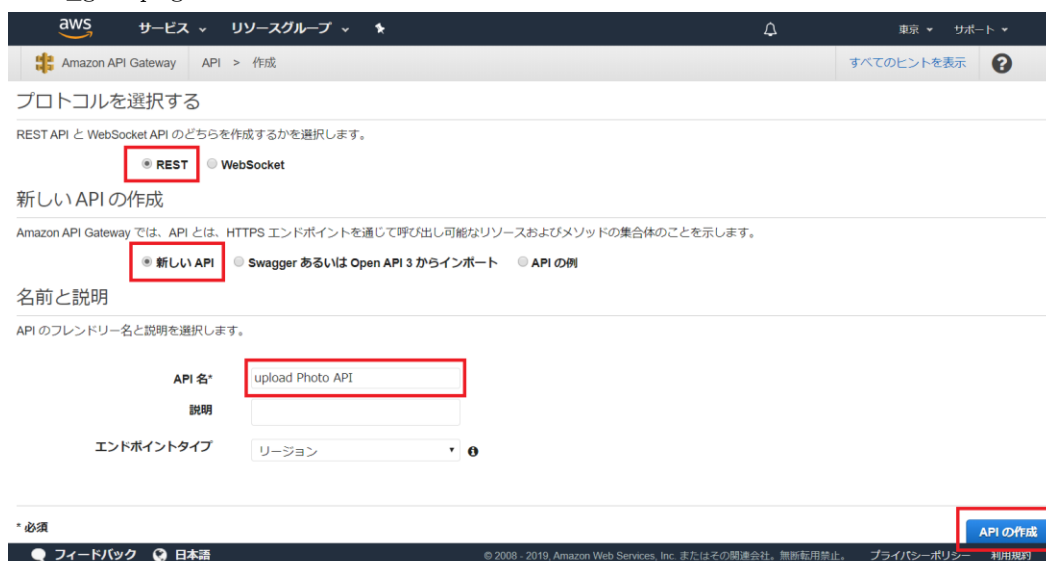 aws サービス リソースグループ 東京 サポート
Amazon API Gateway API > 作成 すべてのヒントを表示
プロトコルを選択する
REST API と WebSocket API のどちらを作成するかを選択します。
REST WebSocket
新しい API の作成
Amazon API Gateway では、API とは、HTTPS エンドポイントを通じて呼び出し可能なリソースおよびメソッドの集合体のことを示します。
新しい API Swagger あるいは Open API 3 からインポート API の例
名前と説明
API のフレンドリー名と説明を選択します。
API 名* upload Photo API
説明
エンドポイントタイプ リージョン
* 必須 API の作成
フィードバック 日本語 © 2008 - 2019, Amazon Web Services, Inc. またはその関連会社。無断転用禁止。 プライバシーポリシー 利用規約